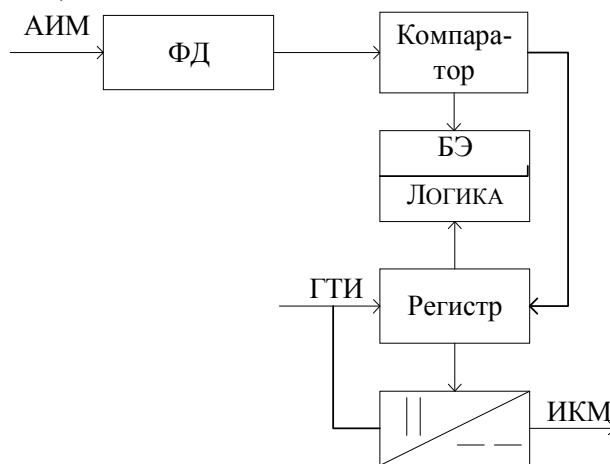 АИМ
ФД
Компара-
тор
БЭ
ЛОГИКА
ГТИ
Регистр
ИКМ